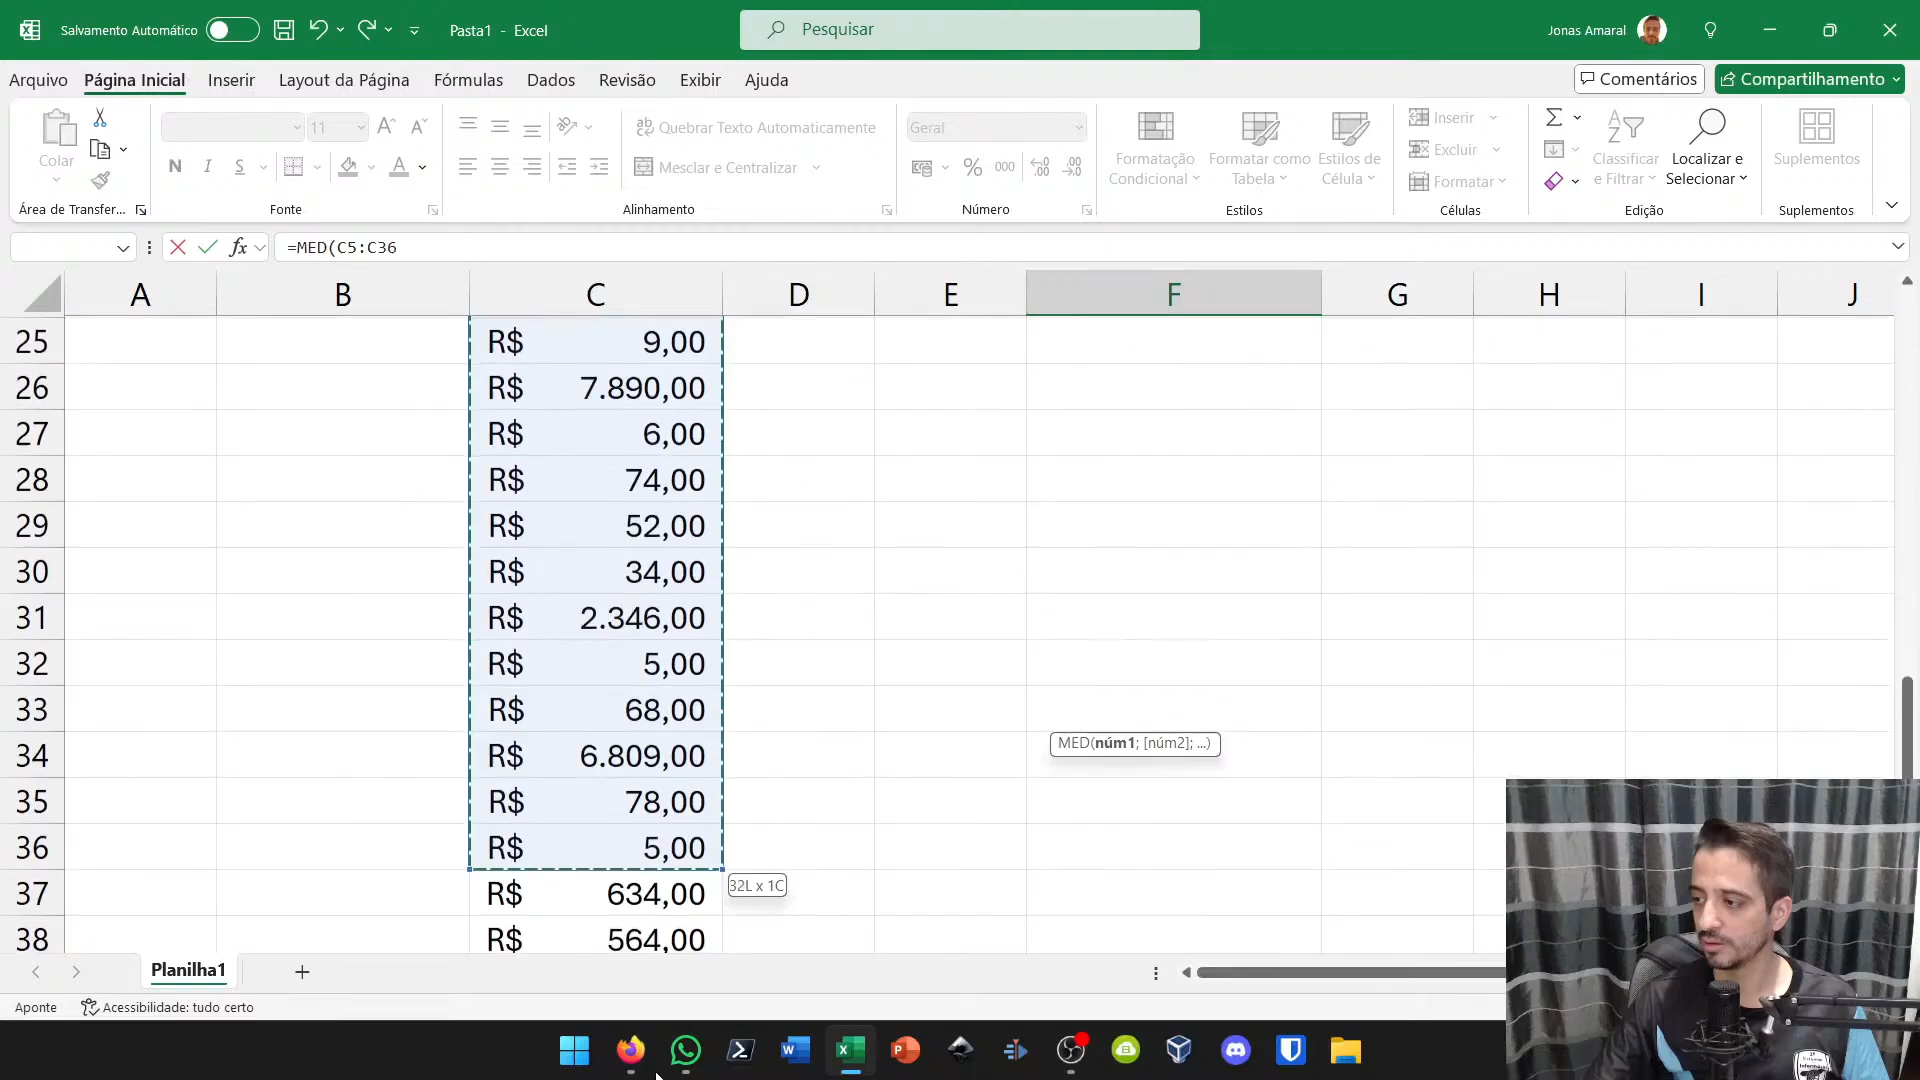 Salvamento Automático
Pasta1 - Excel
Pesquisar
Jonas Amaral
Arquivo
Página Inicial
Inserir
Layout da Página
Fórmulas
Dados
Revisão
Exibir
Ajuda
Comentários
Compartilhamento
Colar
Área de Transfer...
11
N I S
A
Fonte
Quebrar Texto Automaticamente
Mesclar e Centralizar
Alinhamento
Geral
% 000
Número
Formatação
Condicional
Formatar como
Tabela
Estilos de
Célula
Estilos
Inserir
Excluir
Formatar
Células
Classificar
e Filtrar
Localizar e
Selecionar
Edição
Suplementos
Suplementos
fx
=MED(C5:C36
A B C D E F G H I J
25 R$ 9,00
26 R$ 7.890,00
27 R$ 6,00
28 R$ 74,00
29 R$ 52,00
30 R$ 34,00
31 R$ 2.346,00
32 R$ 5,00
33 R$ 68,00
34 R$ 6.809,00
MED(núm1; [núm2]; ...)
35 R$ 78,00
36 R$ 5,00
32L x 1C
37 R$ 634,00
38 R$ 564,00
Planilha1
Aponte
Acessibilidade: tudo certo